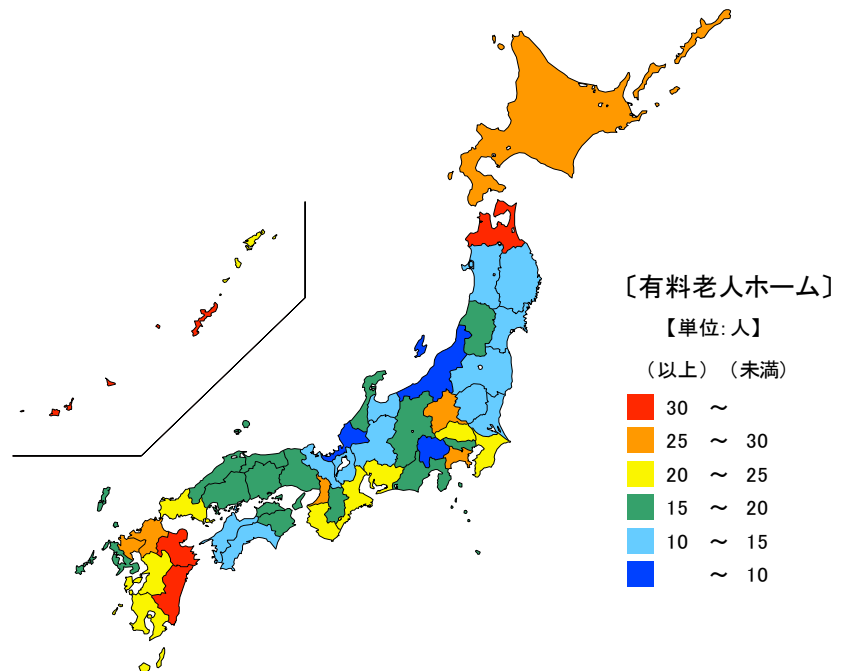 〔有料老人ホーム〕
【単位:人】
(以上) (未満)
30 ~
25 ~ 30
20 ~ 25
15 ~ 20
10 ~ 15
~ 10